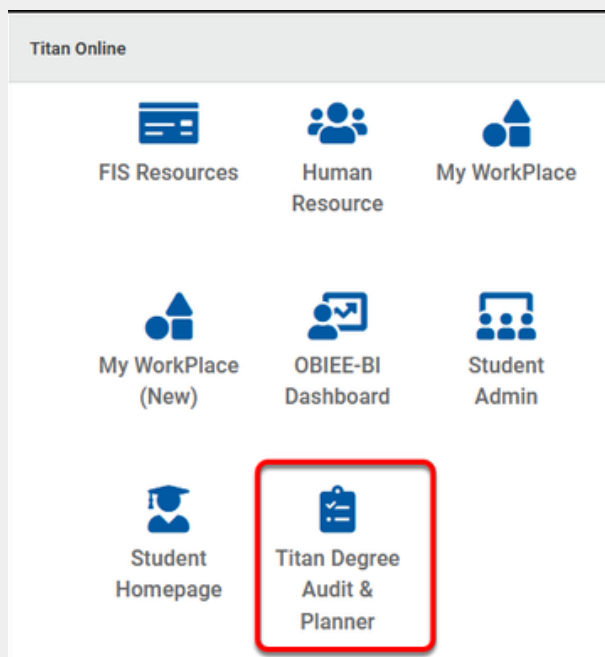 Titan Online
FIS Resources
Human
Resource
My WorkPlace
My WorkPlace
(New)
OBIEE-BI
Dashboard
Student
Admin
Student
Homepage
Titan Degree
Audit &
Planner